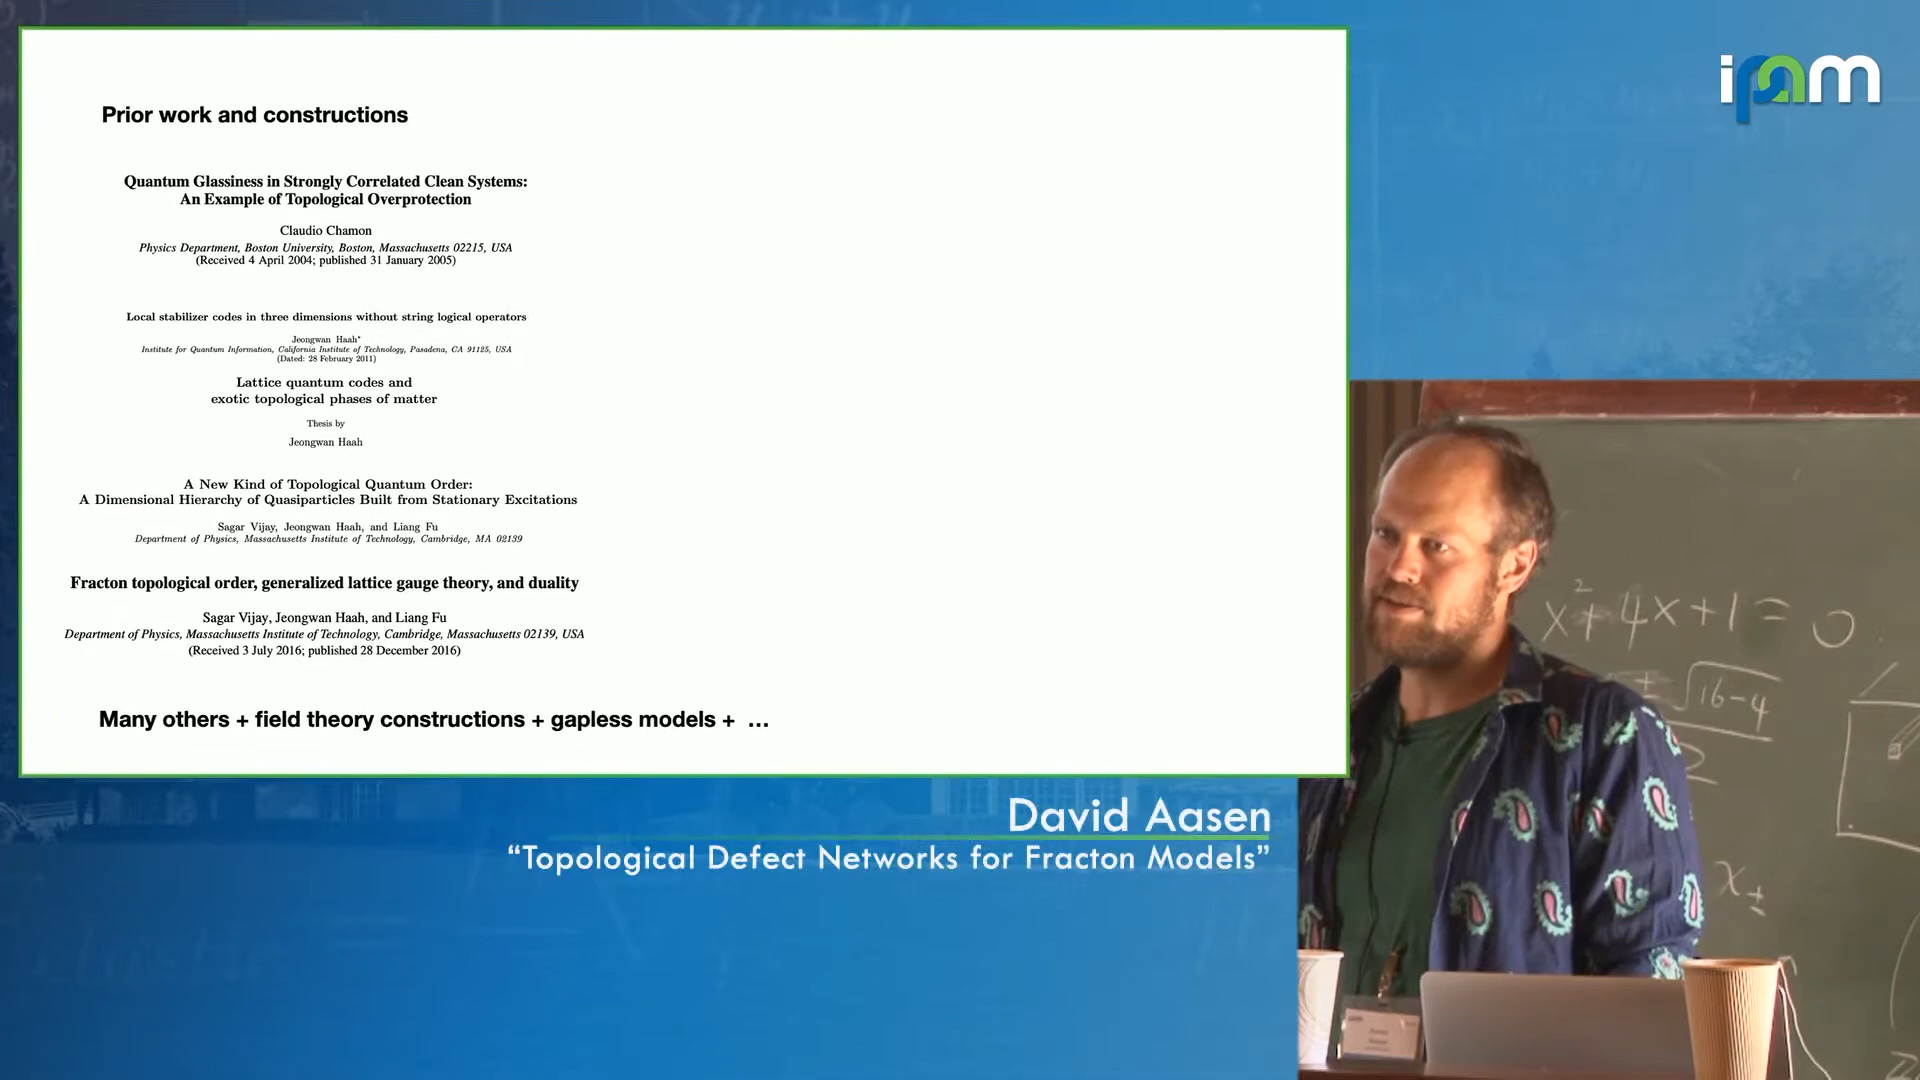 ipam
Prior work and constructions
Quantum Glassiness in Strongly Correlated Clean Systems:
An Example of Topological Overprotection
Claudio Chamon
Physics Department, Boston University, Boston, Massachusetts 02215, USA
(Received 4 April 2004; published 31 January 2005)
Local stabilizer codes in three dimensions without string logical operators
Jeongwan Haah*
Institute for Quantum Information, California Institute of Technology, Pasadena, CA 91125, USA
(Dated: 28 February 2011)
Lattice quantum codes and
exotic topological phases of matter
Thesis by
Jeongwan Haah
A New Kind of Topological Quantum Order:
A Dimensional Hierarchy of Quasiparticles Built from Stationary Excitations
Sagar Vijay, Jeongwan Haah, and Liang Fu
Department of Physics, Massachusetts Institute of Technology, Cambridge, MA 02139
Fracton topological order, generalized lattice gauge theory, and duality
Sagar Vijay, Jeongwan Haah, and Liang Fu
Department of Physics, Massachusetts Institute of Technology, Cambridge, Massachusetts 02139, USA
(Received 3 July 2016; published 28 December 2016)
Many others + field theory constructions + gapless models + …
x² + 4x + 1 = 0
± √16-4
2
x±
David Aasen
“Topological Defect Networks for Fracton Models”